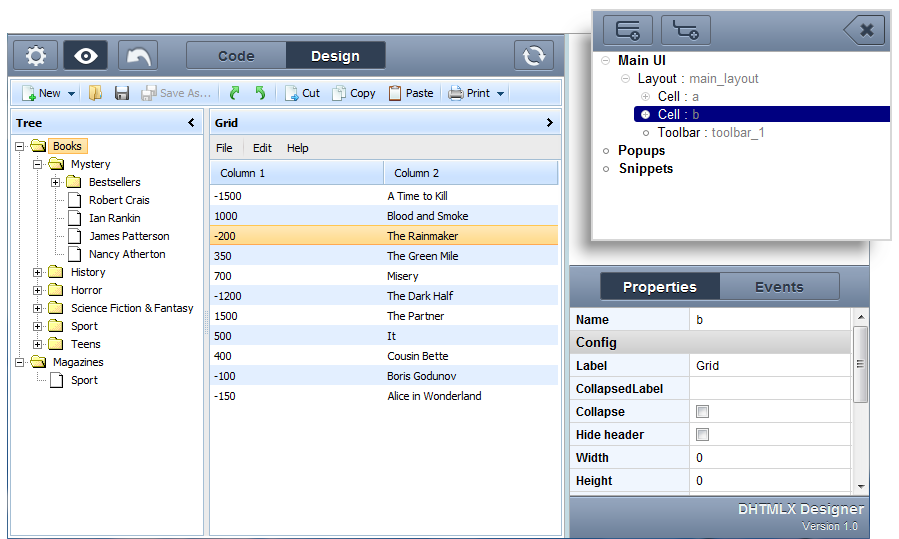 Code Design
New Save As... Cut Copy Paste Print
Tree
Books
Mystery
Bestsellers
Robert Crais
Ian Rankin
James Patterson
Nancy Atherton
History
Horror
Science Fiction & Fantasy
Sport
Teens
Magazines
Sport
Grid
File Edit Help
Column 1 Column 2
-1500 A Time to Kill
1000 Blood and Smoke
-200 The Rainmaker
350 The Green Mile
700 Misery
-1200 The Dark Half
1500 The Partner
500 It
400 Cousin Bette
-100 Boris Godunov
-150 Alice in Wonderland
Main UI
Layout : main_layout
Cell : a
Cell : b
Toolbar : toolbar_1
Popups
Snippets
Properties Events
Name b
Config
Label Grid
CollapsedLabel
Collapse
Hide header
Width 0
Height 0
DHTMLX Designer
Version 1.0